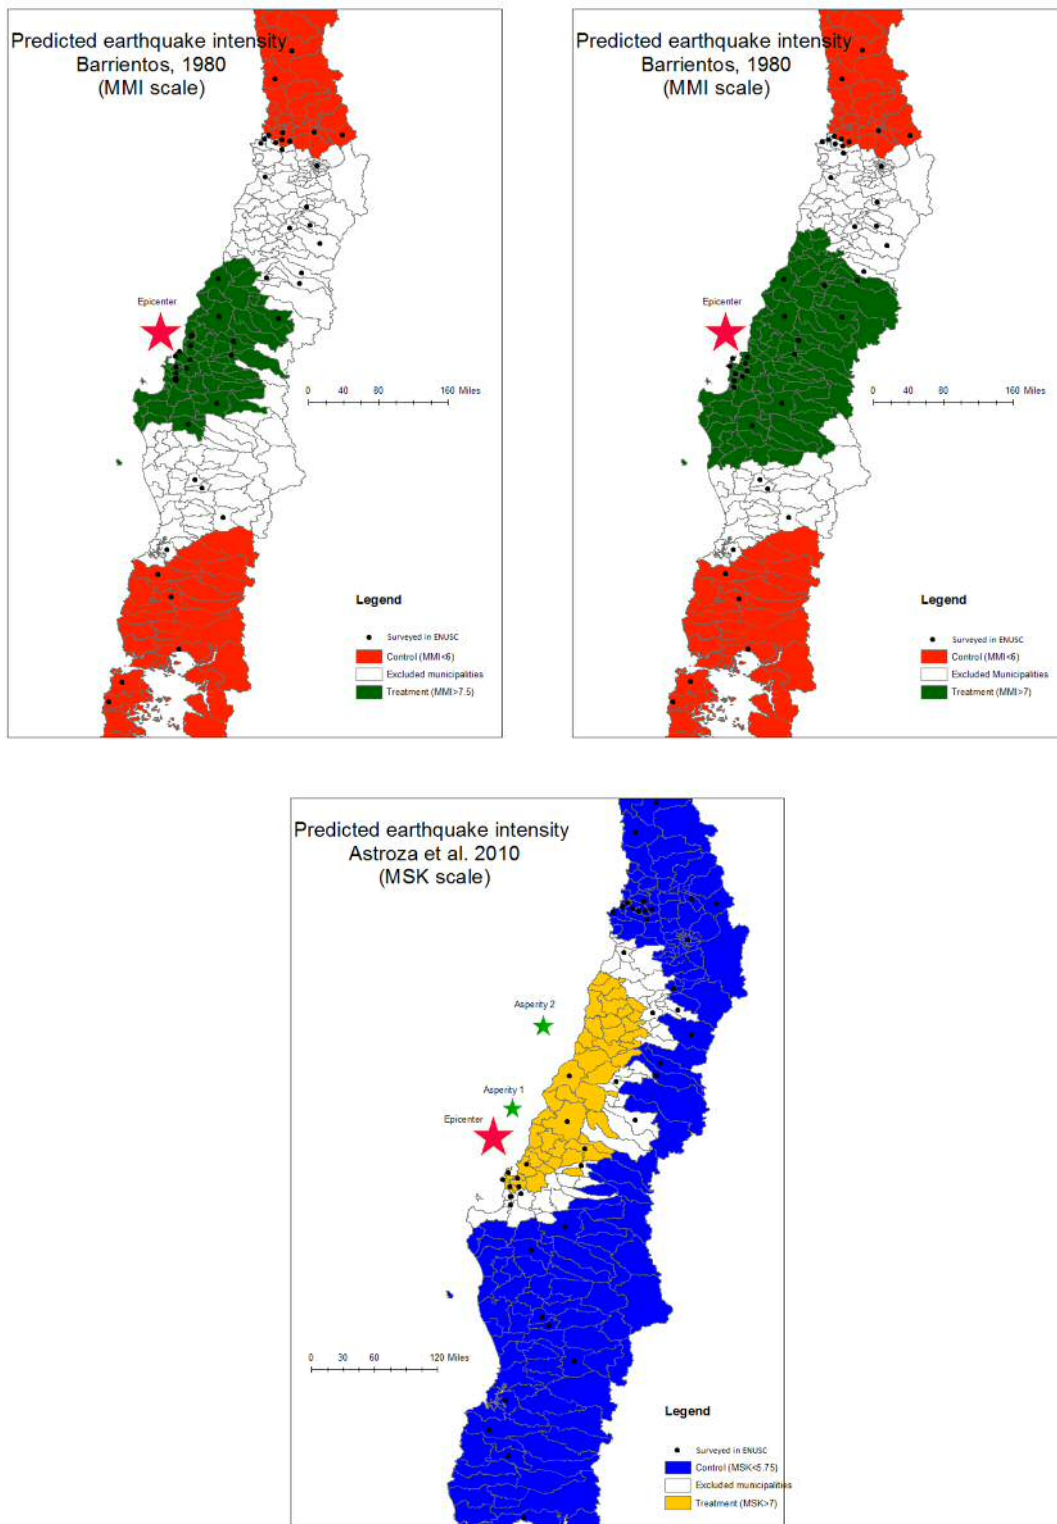 Predicted earthquake intensity
Barrientos, 1980
(MMI scale)
Epicenter
0 40 80 160 Miles
Legend
Surveyed in ENUSC
Control (MMI<6)
Excluded municipalities
Treatment (MMI>7.5)
Predicted earthquake intensity
Barrientos, 1980
(MMI scale)
Epicenter
0 40 80 160 Miles
Legend
Surveyed in ENUSC
Control (MMI<6)
Excluded Municipalities
Treatment (MMI>7)
Predicted earthquake intensity
Astroza et al. 2010
(MSK scale)
Asperity 2
Asperity 1
Epicenter
0 30 60 120 Miles
Legend
Surveyed in ENUSC
Control (MSK<5.75)
Excluded municipalities
Treatment (MSK>7)